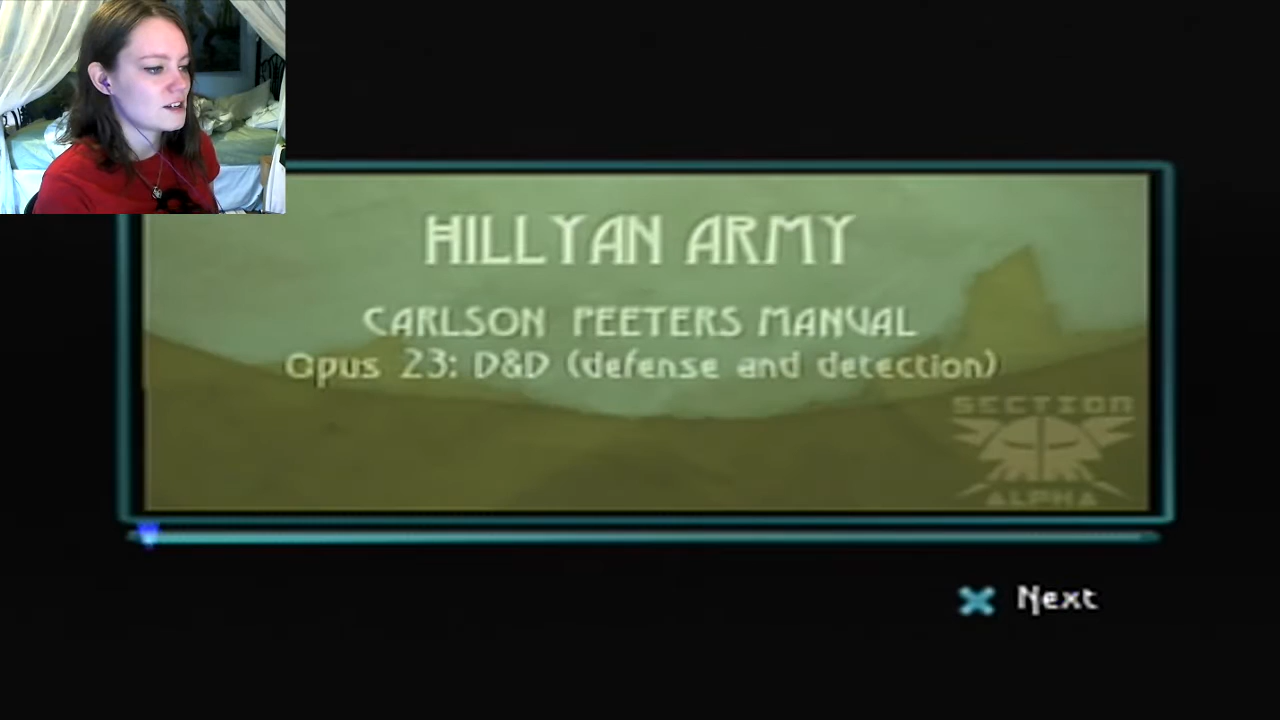 HILLYAN ARMY
CARLSON PEETERS MANUAL
Opus 23: D&D (defense and detection)
SECTION
ALPHA
Next